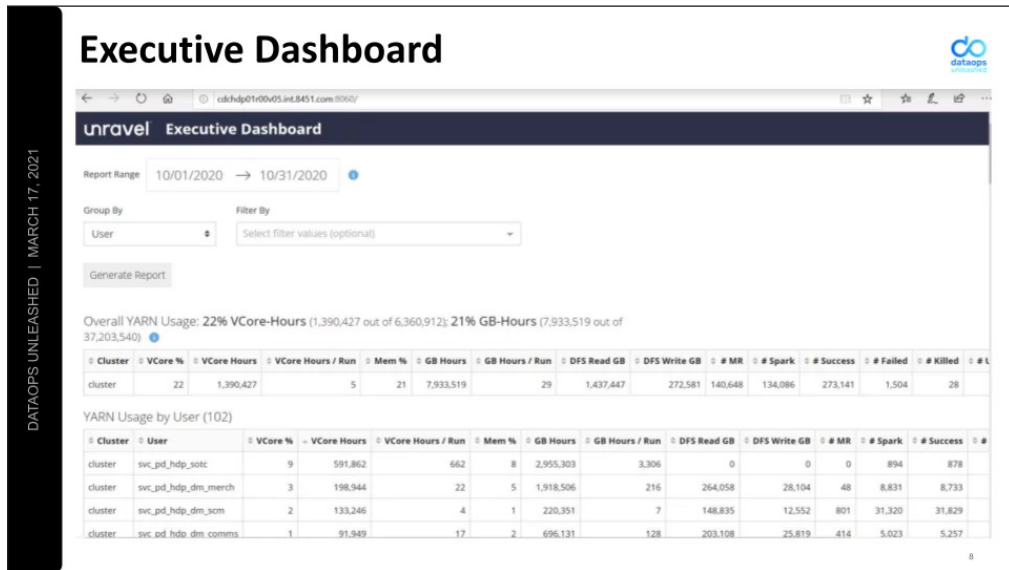 Executive Dashboard
dataops
unleashed
DATAOPS UNLEASHED | MARCH 17, 2021
cdchdp01r00v05.int.8451.com:8060/
unravel Executive Dashboard
Report Range 10/01/2020 → 10/31/2020
Group By Filter By
User Select filter values (optional)
Generate Report
Overall YARN Usage: 22% VCore-Hours (1,390,427 out of 6,360,912); 21% GB-Hours (7,933,519 out of
37,203,540)
Cluster VCore % VCore Hours VCore Hours / Run Mem % GB Hours GB Hours / Run DFS Read GB DFS Write GB # MR # Spark # Success # Failed # Killed # U
cluster 22 1,390,427 5 21 7,933,519 29 1,437,447 272,581 140,648 134,086 273,141 1,504 28
YARN Usage by User (102)
Cluster User VCore % VCore Hours VCore Hours / Run Mem % GB Hours GB Hours / Run DFS Read GB DFS Write GB # MR # Spark # Success #
cluster svc_pd_hdp_sotc 9 591,862 662 8 2,955,303 3,306 0 0 0 894 878
cluster svc_pd_hdp_dm_merch 3 198,944 22 5 1,918,506 216 264,058 28,104 48 8,831 8,733
cluster svc_pd_hdp_dm_scm 2 133,246 4 1 220,351 7 148,835 12,552 801 31,320 31,829
cluster svc_pd_hdp_dm_comms 1 91,949 17 2 696,131 128 203,108 25,819 414 5,023 5,257
8